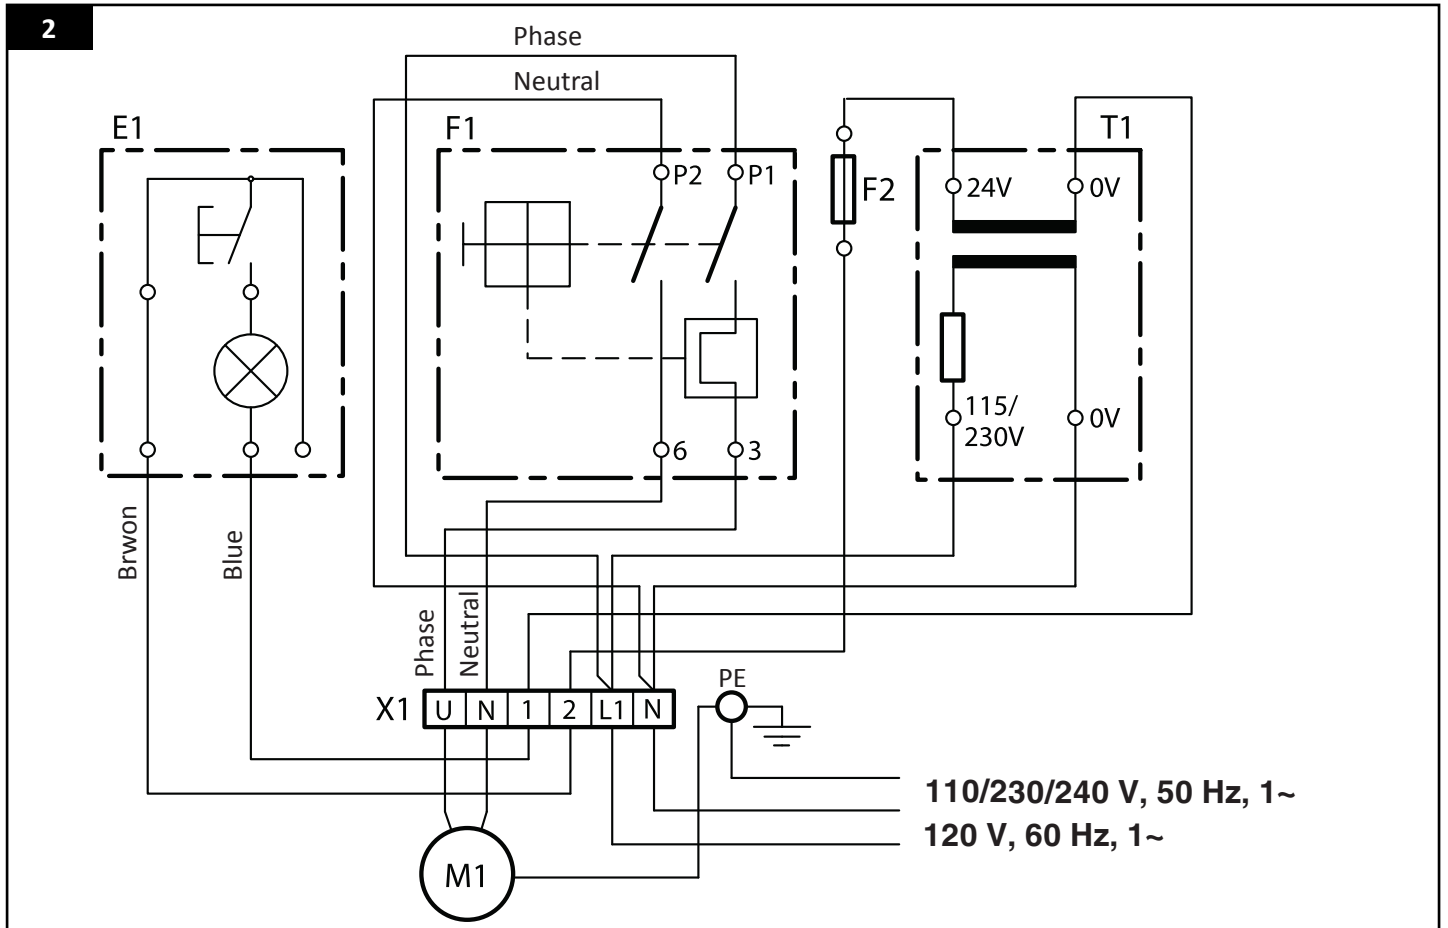 2
Phase
Neutral
E1
F1
T1
P2
P1
F2
24V
0V
115/
230V
0V
6
3
Brwon
Blue
Phase
Neutral
PE
X1
U N 1 2 L1 N
110/230/240 V, 50 Hz, 1~
120 V, 60 Hz, 1~
M1